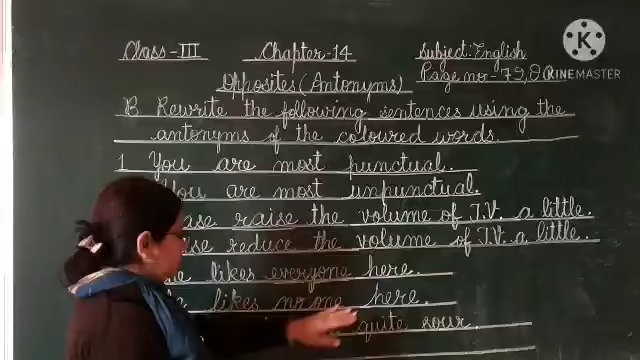 Class-III Chapter-14 Subject:English
Page no-79,80
KINEMASTER
Opposites (Antonyms)
B Rewrite the following sentences using the
antonyms of the coloured words.
1 You are most punctual.
You are most unpunctual.
raise the volume of T.V. a little.
reduce the volume of T.V. a little.
likes everyone here.
likes no one here.
quite sour.